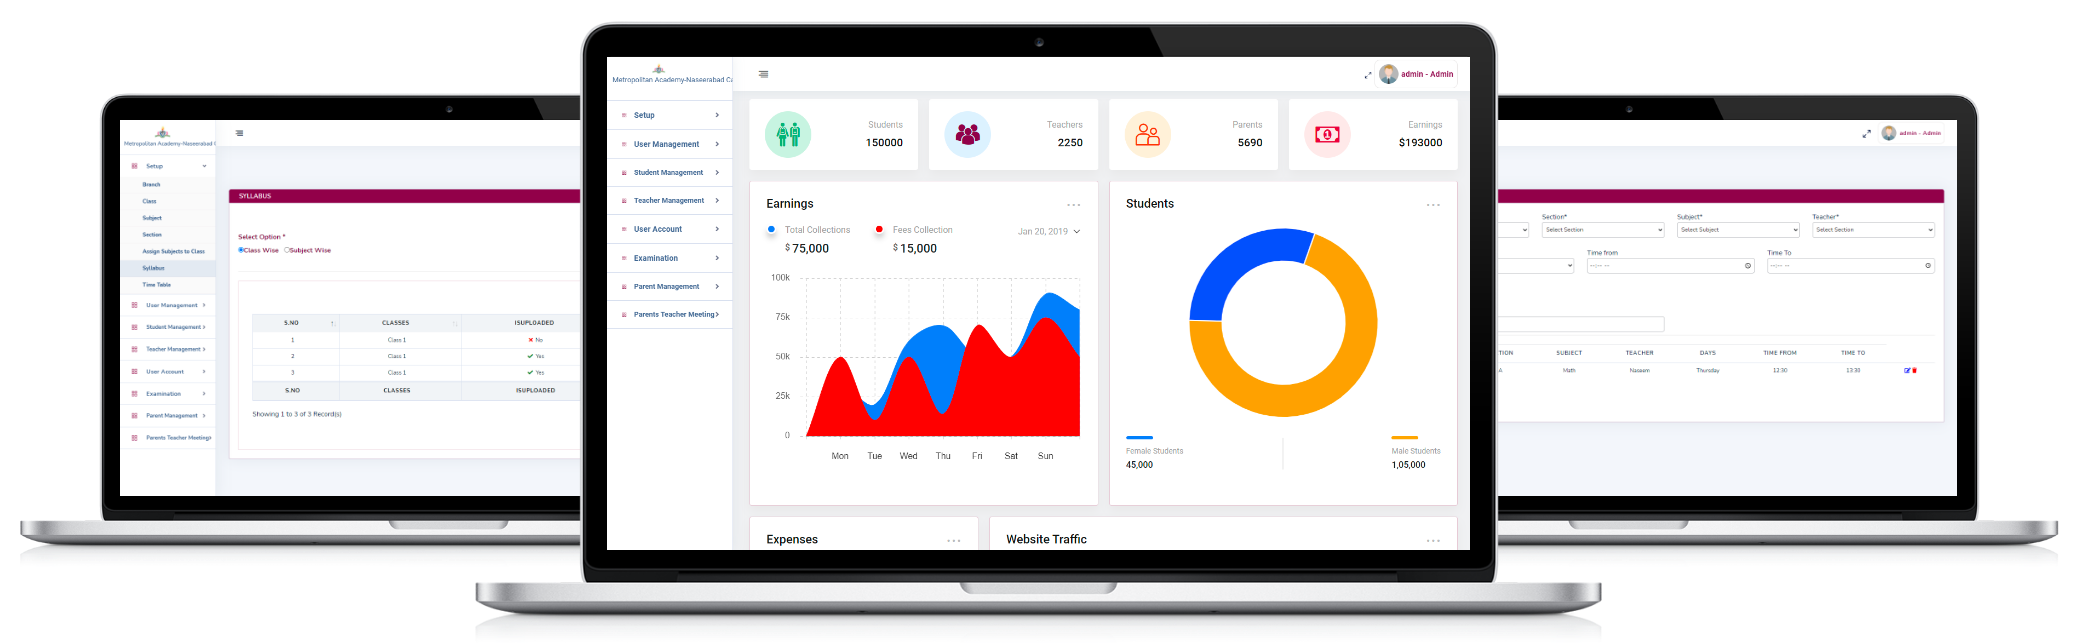 Metropolitan Academy-Naseerabad C
Setup
Branch
Class
Subject
Section
Assign Subjects to Class
Syllabus
Time Table
User Management
Student Management
Teacher Management
User Account
Examination
Parent Management
Parents Teacher Meeting
SYLLABUS
Select Option *
Class Wise Subject Wise
S.NO CLASSES ISUPLOADED
1 Class 1 No
2 Class 1 Yes
3 Class 1 Yes
S.NO CLASSES ISUPLOADED
Showing 1 to 3 of 3 Record(s)
Metropolitan Academy-Naseerabad Ca
Setup
User Management
Student Management
Teacher Management
User Account
Examination
Parent Management
Parents Teacher Meeting
admin - Admin
Students
150000
Teachers
2250
Parents
5690
Earnings
$193000
Earnings
Total Collections Fees Collection Jan 20, 2019
$ 75,000 $ 15,000
100k
75k
50k
25k
0
Mon Tue Wed Thu Fri Sat Sun
Students
Female Students
45,000
Male Students
1,05,000
Expenses
Website Traffic
admin - Admin
Section* Subject* Teacher*
Select Section Select Subject Select Section
Time from Time To
--:-- -- --:-- --
TION SUBJECT TEACHER DAYS TIME FROM TIME TO
A Math Naseem Thursday 12:30 13:30